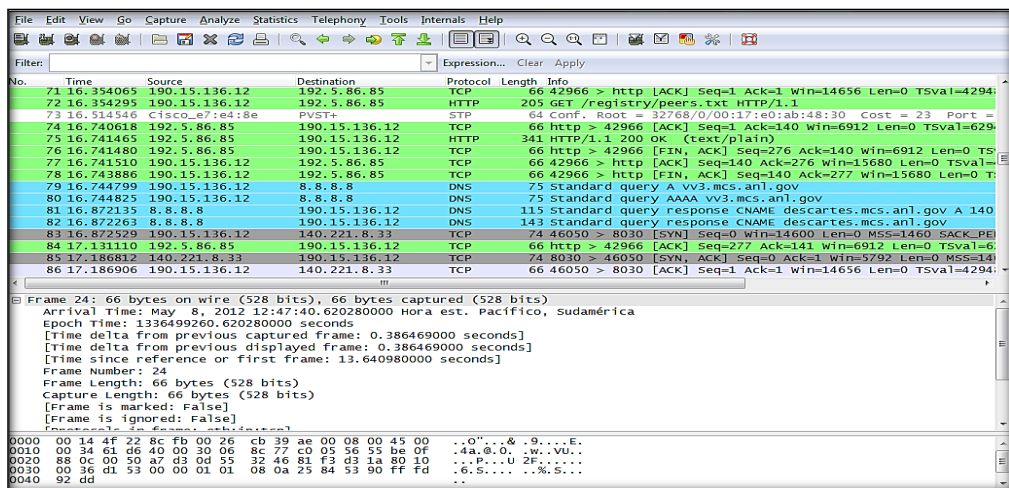 File Edit View Go Capture Analyze Statistics Telephony Tools Internals Help
Filter: Expression... Clear Apply
No. Time Source Destination Protocol Length Info
71 16.354065 190.15.136.12 192.5.86.85 TCP 66 42966 > http [ACK] Seq=1 Ack=1 Win=14656 Len=0 TSval=4294
72 16.354295 190.15.136.12 192.5.86.85 HTTP 205 GET /registry/peers.txt HTTP/1.1
73 16.514546 Cisco_e7:e4:8e PVST+ STP 64 Conf. Root = 32768/0/00:17:e0:ab:48:30 Cost = 23 Port =
74 16.740618 192.5.86.85 190.15.136.12 TCP 66 http > 42966 [ACK] Seq=1 Ack=140 Win=6912 Len=0 TSval=629
75 16.741465 192.5.86.85 190.15.136.12 HTTP 341 HTTP/1.1 200 OK (text/plain)
76 16.741480 192.5.86.85 190.15.136.12 TCP 66 http > 42966 [FIN, ACK] Seq=276 Ack=140 Win=6912 Len=0 TS
77 16.741510 190.15.136.12 192.5.86.85 TCP 66 42966 > http [ACK] Seq=140 Ack=276 Win=15680 Len=0 TSval=
78 16.743886 190.15.136.12 192.5.86.85 TCP 66 42966 > http [FIN, ACK] Seq=140 Ack=277 Win=15680 Len=0 T
79 16.744799 190.15.136.12 8.8.8.8 DNS 75 Standard query A vv3.mcs.anl.gov
80 16.744825 190.15.136.12 8.8.8.8 DNS 75 Standard query AAAA vv3.mcs.anl.gov
81 16.872135 8.8.8.8 190.15.136.12 DNS 115 Standard query response CNAME descartes.mcs.anl.gov A 140
82 16.872263 8.8.8.8 190.15.136.12 DNS 143 Standard query response CNAME descartes.mcs.anl.gov
83 16.872529 190.15.136.12 140.221.8.33 TCP 74 46050 > 8030 [SYN] Seq=0 Win=14600 Len=0 MSS=1460 SACK_PE
84 17.131110 192.5.86.85 190.15.136.12 TCP 66 http > 42966 [ACK] Seq=277 Ack=141 Win=6912 Len=0 TSval=6
85 17.186812 140.221.8.33 190.15.136.12 TCP 74 8030 > 46050 [SYN, ACK] Seq=0 Ack=1 Win=5792 Len=0 MSS=14
86 17.186906 190.15.136.12 140.221.8.33 TCP 66 46050 > 8030 [ACK] Seq=1 Ack=1 Win=14656 Len=0 TSval=4294
Frame 24: 66 bytes on wire (528 bits), 66 bytes captured (528 bits)
Arrival Time: May 8, 2012 12:47:40.620280000 Hora est. Pacífico, Sudamérica
Epoch Time: 1336499260.620280000 seconds
[Time delta from previous captured frame: 0.386469000 seconds]
[Time delta from previous displayed frame: 0.386469000 seconds]
[Time since reference or first frame: 13.640980000 seconds]
Frame Number: 24
Frame Length: 66 bytes (528 bits)
Capture Length: 66 bytes (528 bits)
[Frame is marked: False]
[Frame is ignored: False]
[Protocols in frame: eth:ip:tcp]
0000 00 14 4f 22 8c fb 00 26 cb 39 ae 00 08 00 45 00 ..O"...& .9....E.
0010 00 34 61 d6 40 00 30 06 8c 77 c0 05 56 55 be 0f .4a.@.0. .w..VU..
0020 88 0c 00 50 a7 d3 0d 55 32 46 81 f3 d3 1a 80 10 ...P...U 2F......
0030 00 36 d1 53 00 00 01 01 08 0a 25 84 53 90 ff fd .6.S.... ..%.S...
0040 92 dd ..